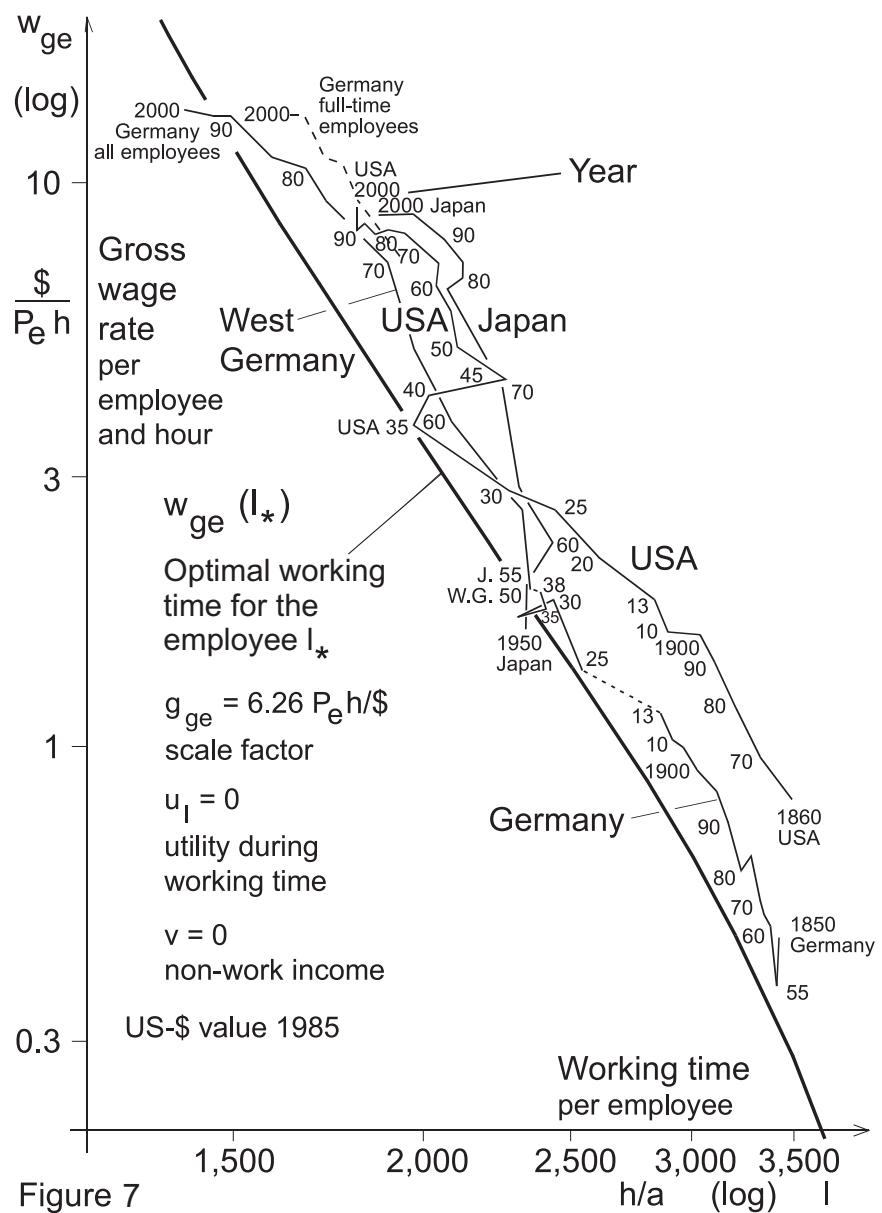 w_ge
(log)
10
$
P_e h
3
1
0.3
Gross
wage
rate
per
employee
and hour
2000
Germany
all employees
90
80
2000
Germany
full-time
employees
USA
2000
Year
2000 Japan
90
80
70
90
80
70
60
50
45
40
USA 35
West
Germany
USA
Japan
70
60
30
25
60
20
USA
J. 55
W.G. 50
38
30
35
1950
Japan
25
13
10
1900
90
80
70
1860
USA
13
10
1900
Germany
90
80
70
60
1850
Germany
55
w_ge (l_*)
Optimal working
time for the
employee l_*
g_ge = 6.26 P_e h/$
scale factor
u_l = 0
utility during
working time
v = 0
non-work income
US-$ value 1985
Working time
per employee
1,500
2,000
2,500
3,000
3,500
h/a
(log)
l
Figure 7